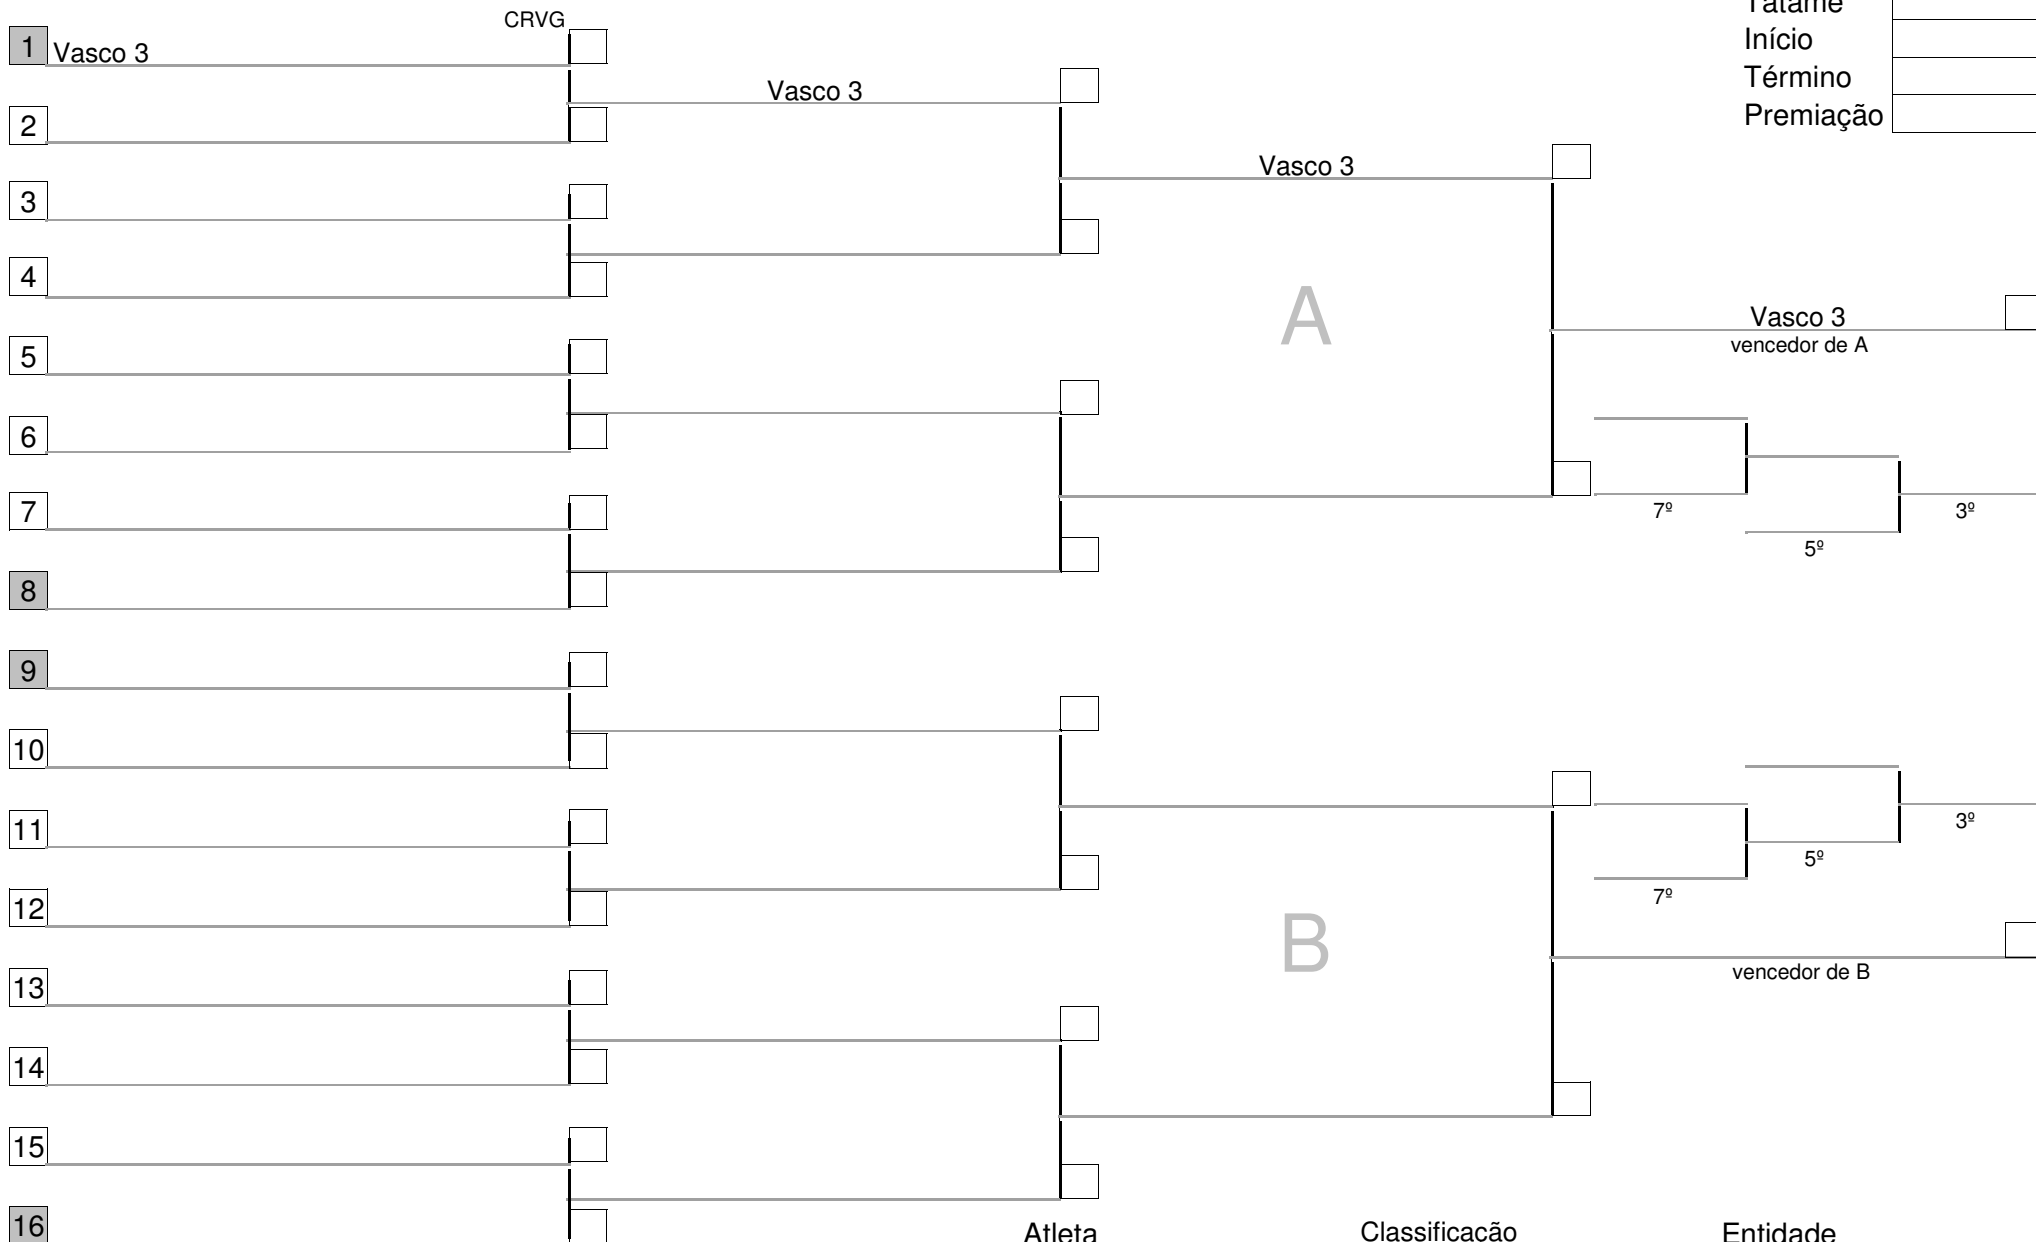 CRVG
Tatame
1 Vasco 3
Início
Vasco 3
Término
2
Premiação
Vasco 3
3
4
A
Vasco 3
5
vencedor de A
6
7
7º
3º
5º
8
9
10
11
3º
5º
12
7º
B
13
vencedor de B
14
15
16
Atleta
Classificação
Entidade